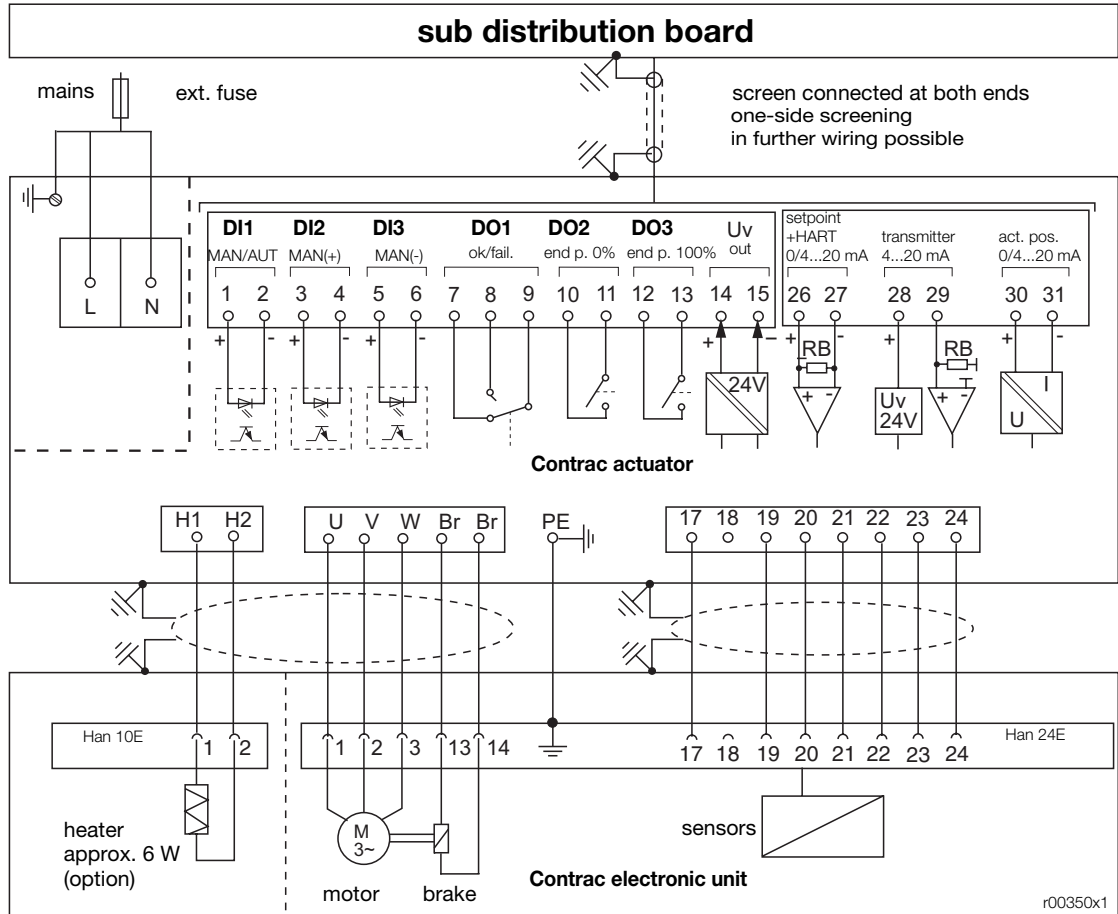 sub distribution board
mains
ext. fuse
screen connected at both ends
one-side screening
in further wiring possible
L N
DI1 DI2 DI3 DO1 DO2 DO3 Uv
MAN/AUT MAN(+) MAN(-) ok/fail. end p. 0% end p. 100% out
1 2 3 4 5 6 7 8 9 10 11 12 13 14 15
+ - + - + - + -
setpoint
+HART transmitter act. pos.
0/4...20 mA 4...20 mA 0/4...20 mA
26 27 28 29 30 31
+ - + + -
RB RB
24V
+ -
Uv
24V
+ -
I
U
Contrac actuator
H1 H2
U V W Br Br
PE
17 18 19 20 21 22 23 24
Han 10E
1 2
1 2 3 13 14
17 18 19 20 21 22 23 24
Han 24E
heater
approx. 6 W
(option)
M
3~
motor
brake
sensors
Contrac electronic unit
r00350x1